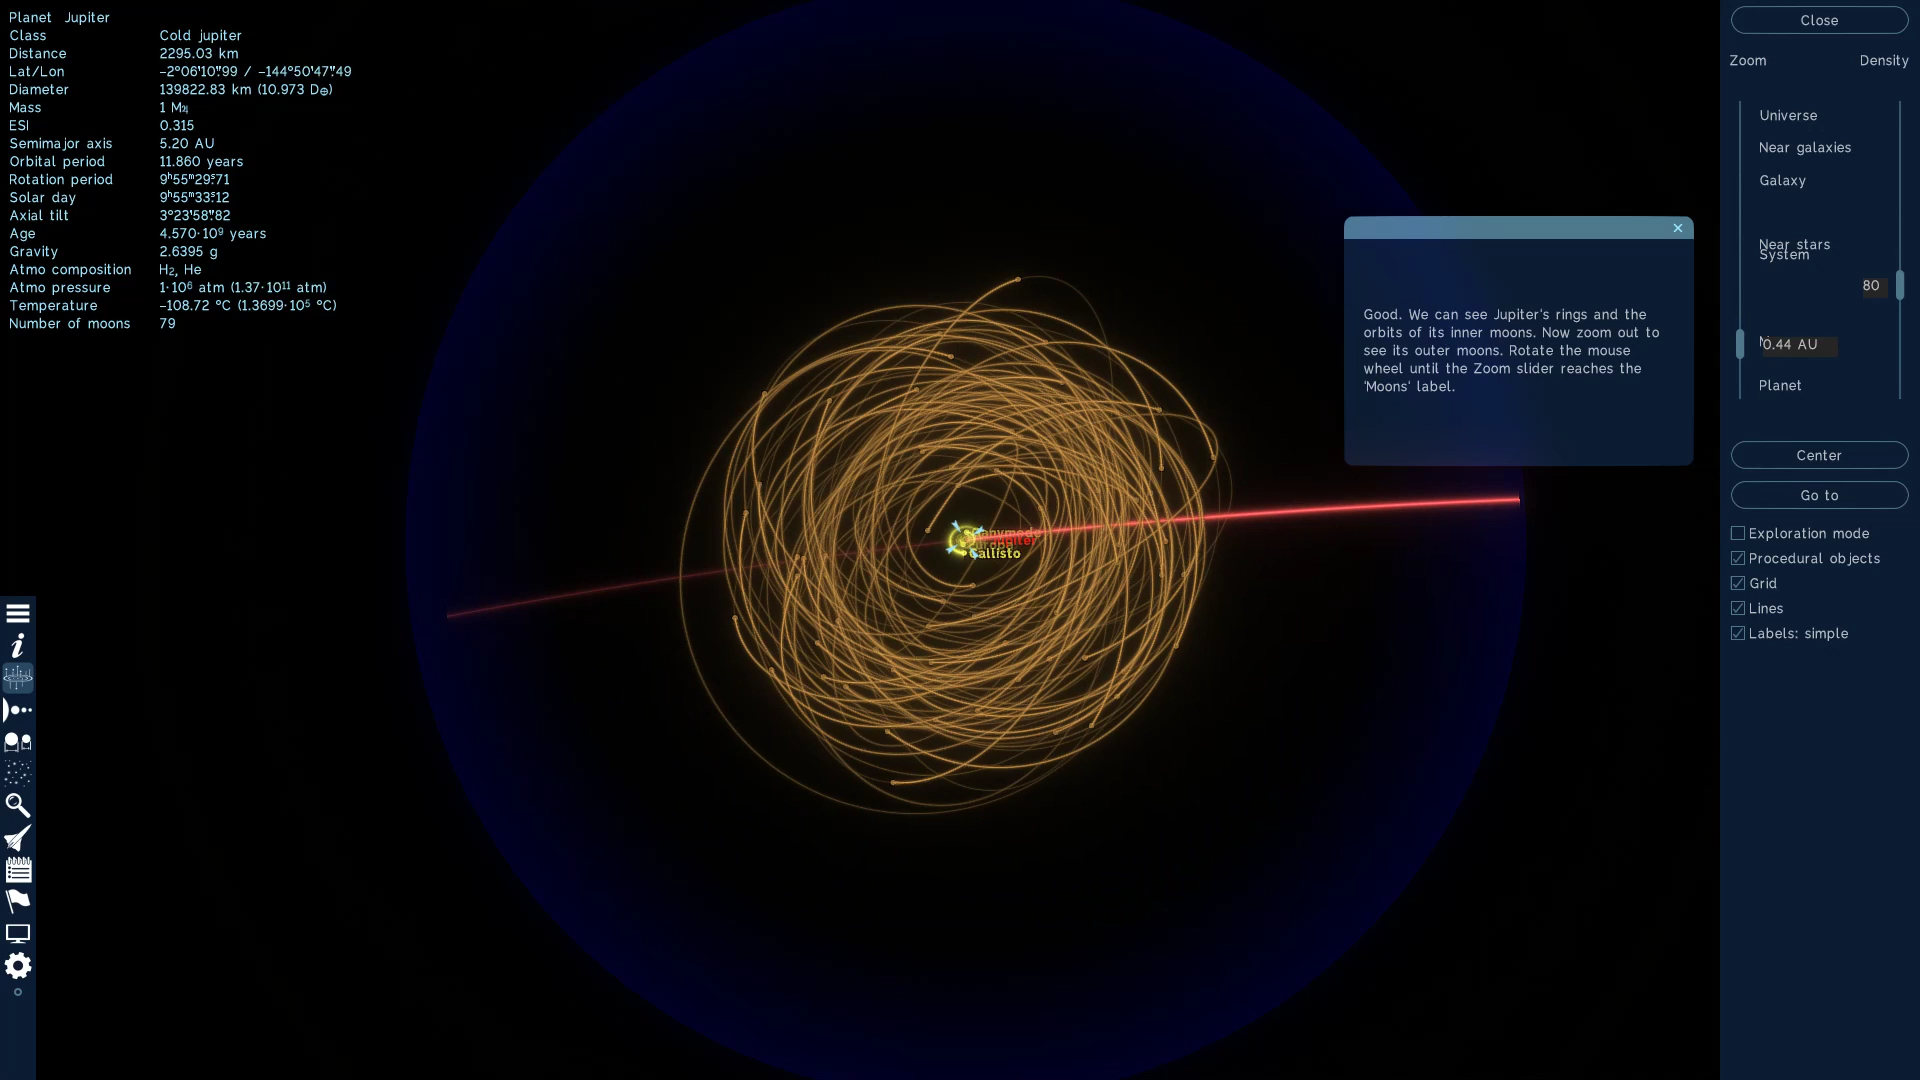 Planet Jupiter
Class Cold jupiter
Distance 2295.03 km
Lat/Lon −2°06'10"99 / −144°50'47"49
Diameter 139822.83 km (10.973 D⊕)
Mass 1 M♃
ESI 0.315
Semimajor axis 5.20 AU
Orbital period 11.860 years
Rotation period 9ʰ55ᵐ29ˢ.71
Solar day 9ʰ55ᵐ33ˢ.12
Axial tilt 3°23'58"82
Age 4.570·10⁹ years
Gravity 2.6395 g
Atmo composition H₂, He
Atmo pressure 1·10⁶ atm (1.37·10¹¹ atm)
Temperature −108.72 °C (1.3699·10⁵ °C)
Number of moons 79
Ganymede
Jupiter
Europa
Callisto
Good. We can see Jupiter's rings and the
orbits of its inner moons. Now zoom out to
see its outer moons. Rotate the mouse
wheel until the Zoom slider reaches the
'Moons' label.
Close
Zoom Density
Universe
Near galaxies
Galaxy
Near stars
System
80
0.44 AU
Planet
Center
Go to
Exploration mode
Procedural objects
Grid
Lines
Labels: simple